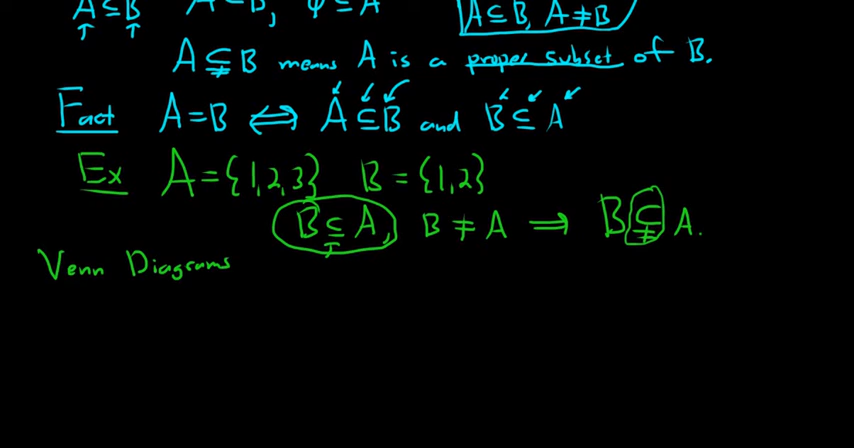 A ⊆ B A ⊆ B, φ ⊆ A A ⊆ B, A ≠ B
A ⊊ B means A is a proper subset of B.
Fact A = B ⟺ A ⊆ B and B ⊆ A
Ex A = {1, 2, 3} B = {1, 2}
B ⊆ A, B ≠ A ⟹ B ⊊ A.
Venn Diagrams